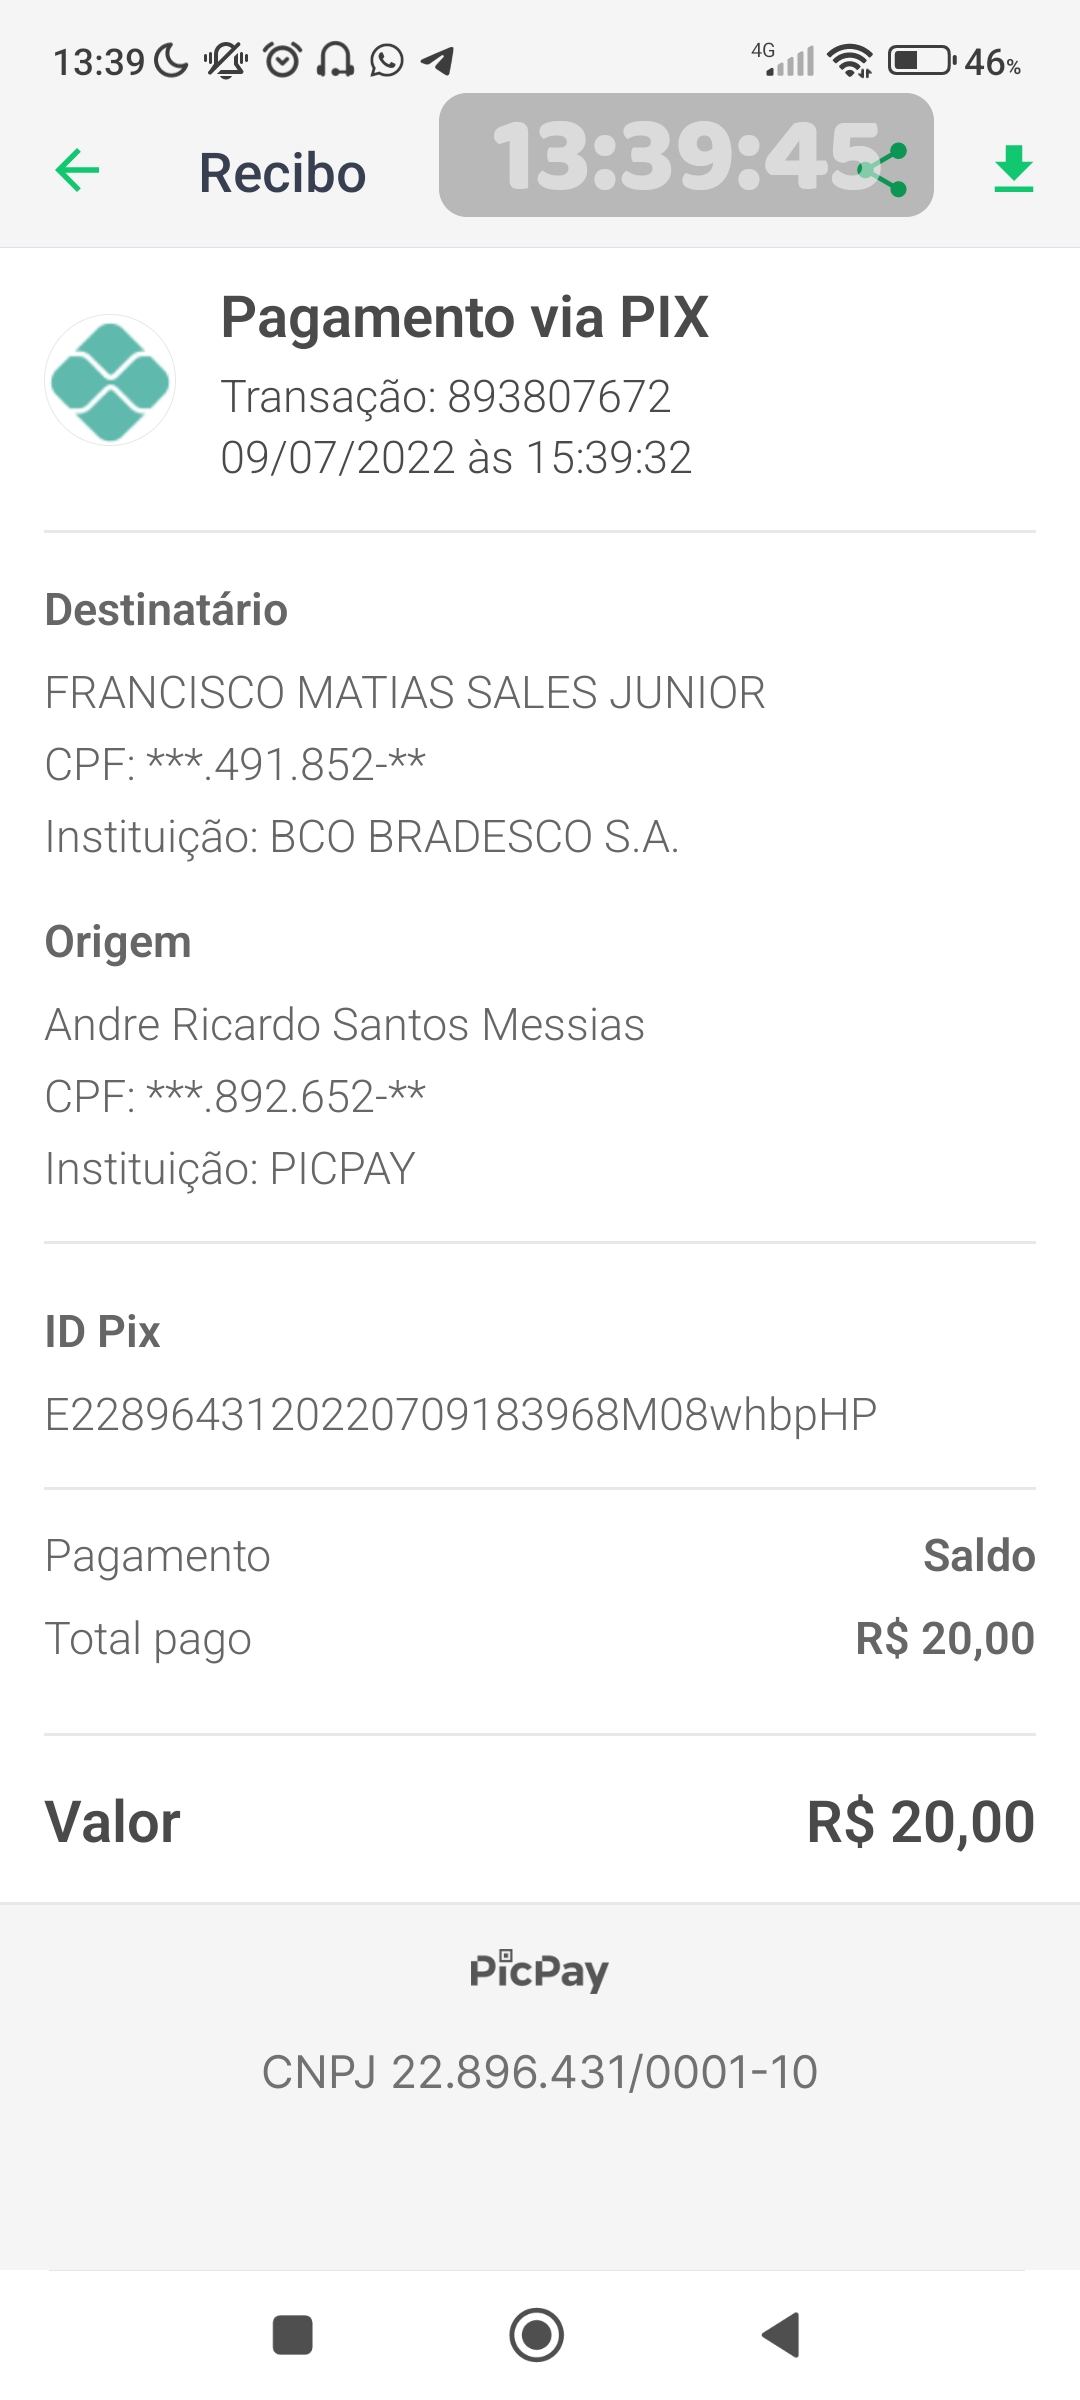 13:39
4G
46%
Recibo
13:39:45
Pagamento via PIX
Transação: 893807672
09/07/2022 às 15:39:32
Destinatário
FRANCISCO MATIAS SALES JUNIOR
CPF: ***.491.852-**
Instituição: BCO BRADESCO S.A.
Origem
Andre Ricardo Santos Messias
CPF: ***.892.652-**
Instituição: PICPAY
ID Pix
E2289643120220709183968M08whbpHP
Pagamento Saldo
Total pago R$ 20,00
Valor R$ 20,00
PicPay
CNPJ 22.896.431/0001-10